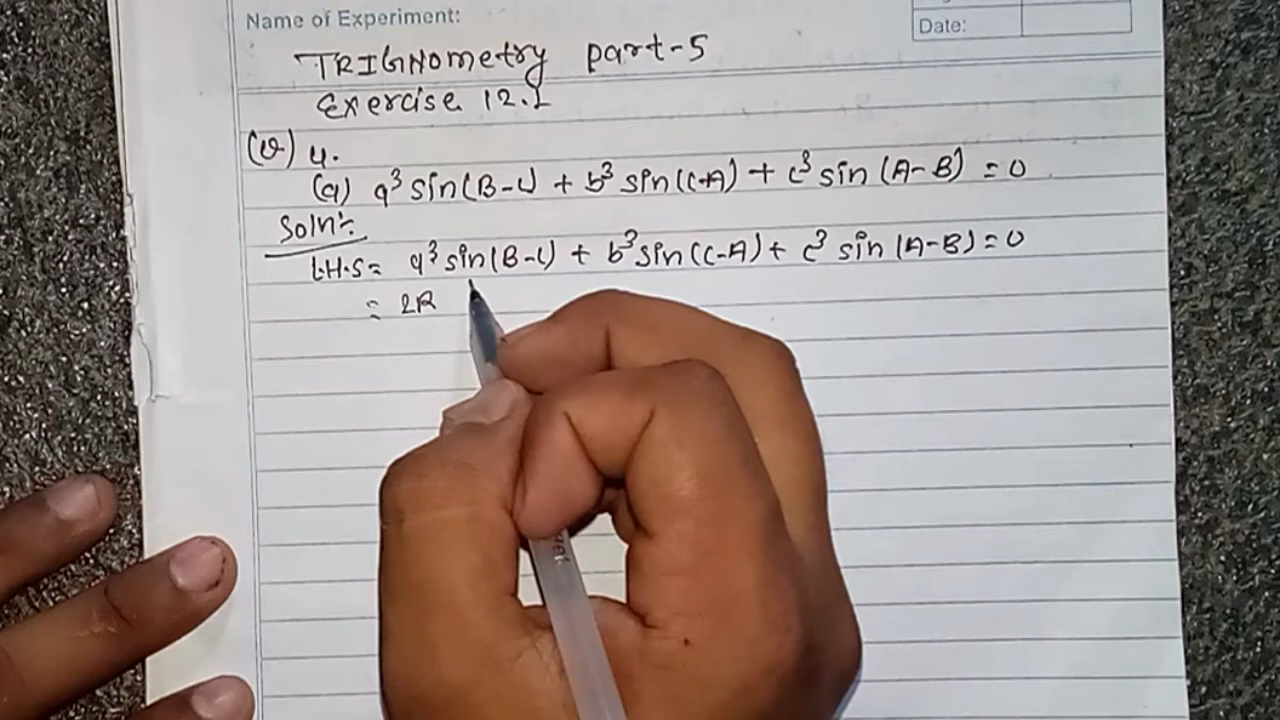 Name of Experiment:
Date:
TRIGNometry part-5
Exercise 12.1
(Q) 4.
(a) a³ sin(B-C) + b³ sin(C-A) + c³ sin (A-B) = 0
Soln:-
L.H.S = a³ sin(B-C) + b³ sin(C-A) + c³ sin (A-B) = 0
= 2R